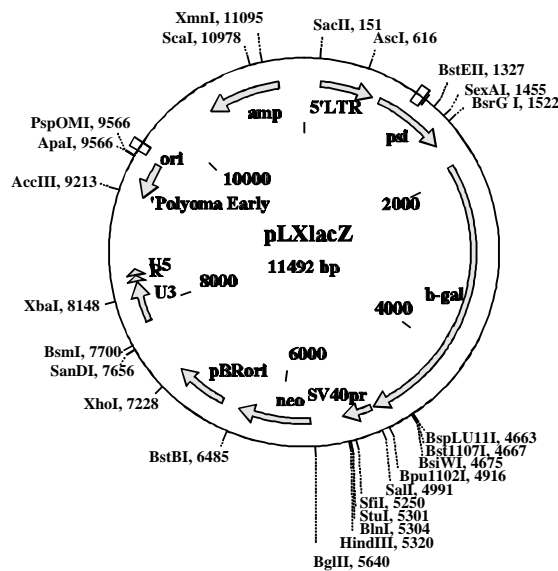 XmnI, 11095
ScaI, 10978
SacII, 151
AscI, 616
BstEII, 1327
SexAI, 1455
BsrG I, 1522
PspOMI, 9566
ApaI, 9566
AccIII, 9213
amp
5'LTR
psi
ori
10000
2000
'Polyoma Early
pLXlacZ
11492 bp
U5
R
U3
8000
b-gal
4000
XbaI, 8148
BsmI, 7700
SanDI, 7656
XhoI, 7228
6000
pBRori
neo
SV40pr
BstBI, 6485
BspLU11I, 4663
Bst1107I, 4667
BsiWI, 4675
Bpu1102I, 4916
SalI, 4991
SfiI, 5250
StuI, 5301
BlnI, 5304
HindIII, 5320
BglII, 5640